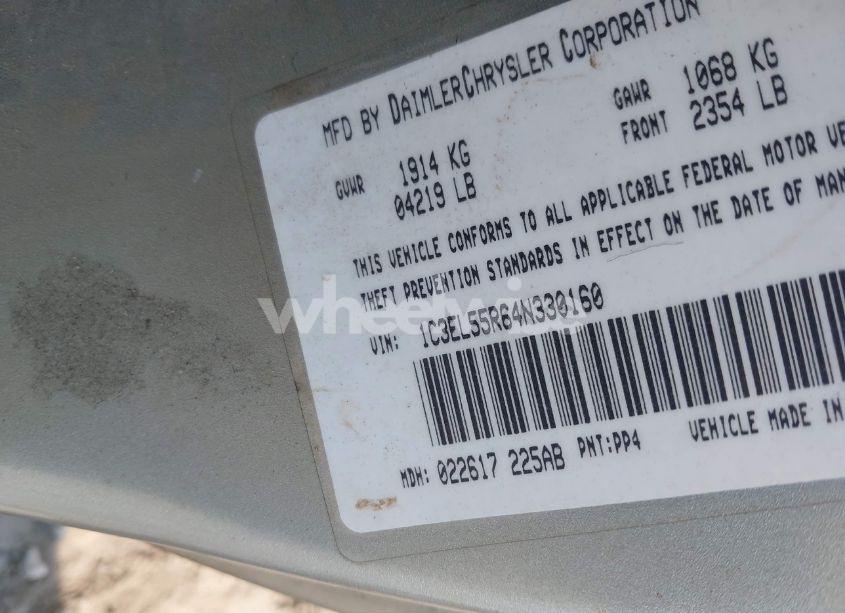 MFD BY DAIMLERCHRYSLER CORPORATION
GVWR 1914 KG 04219 LB
GAWR FRONT 1068 KG 2354 LB
THIS VEHICLE CONFORMS TO ALL APPLICABLE FEDERAL MOTOR VE
THEFT PREVENTION STANDARDS IN EFFECT ON THE DATE OF MAN
VIN: 1C3EL55R64N330160
MDH: 022617 225AB PNT:PP4 VEHICLE MADE IN
wheelwise